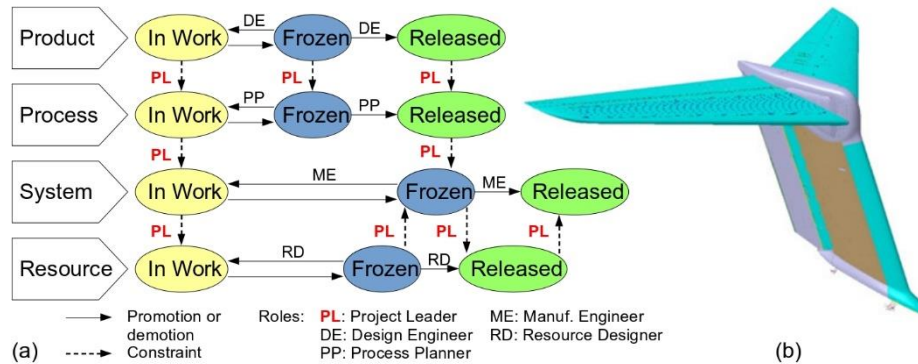 Product
In Work
DE
Frozen
DE
Released
PL
PL
PL
Process
In Work
PP
Frozen
PP
Released
PL
PL
System
In Work
ME
Frozen
ME
Released
PL
PL
PL
PL
Resource
In Work
RD
Frozen
RD
Released
(a)
Promotion or
demotion
Constraint
Roles:
PL: Project Leader
DE: Design Engineer
PP: Process Planner
ME: Manuf. Engineer
RD: Resource Designer
(b)